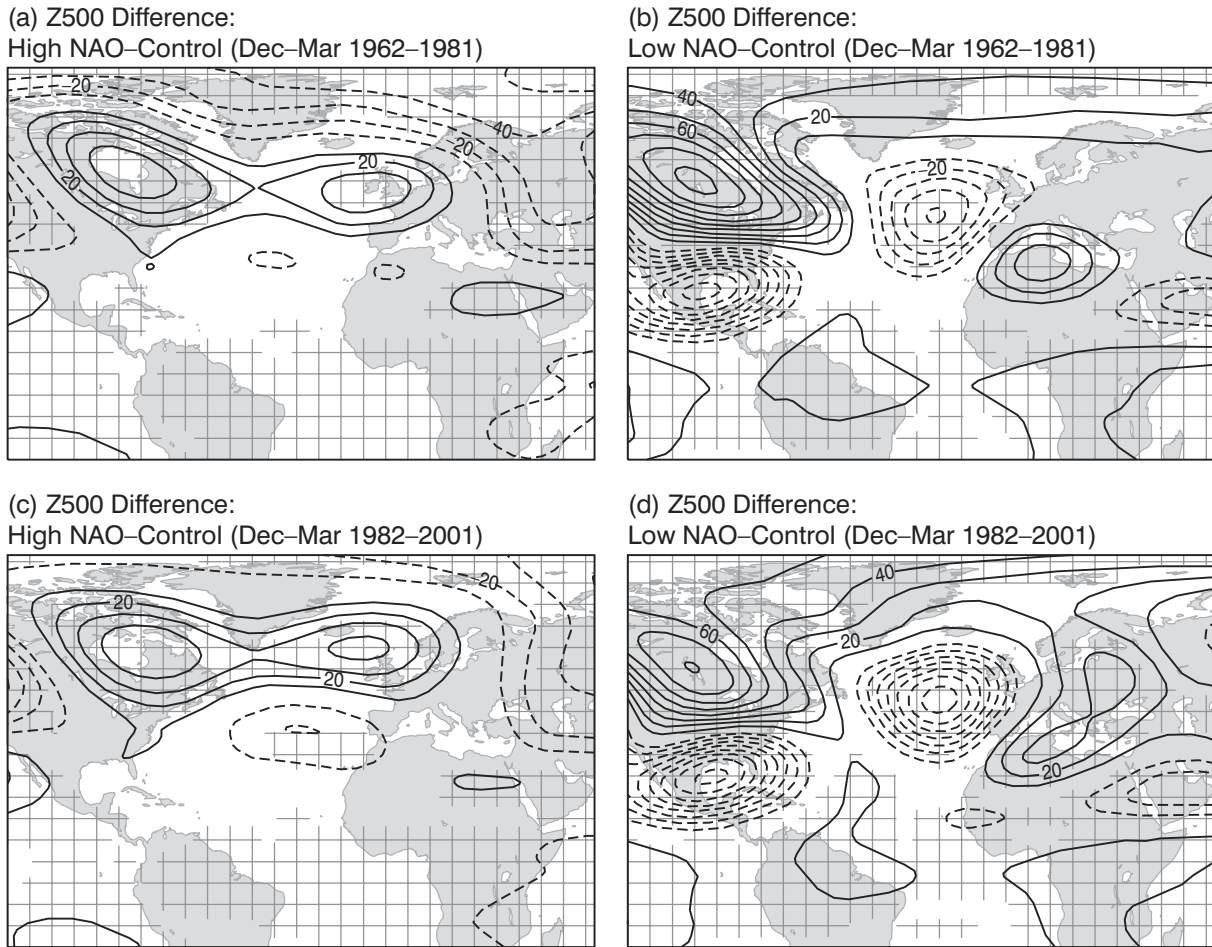 (a) Z500 Difference:
High NAO–Control (Dec–Mar 1962–1981)
20
40
20
20
20
(b) Z500 Difference:
Low NAO–Control (Dec–Mar 1962–1981)
40
20
60
20
(c) Z500 Difference:
High NAO–Control (Dec–Mar 1982–2001)
20
20
20
(d) Z500 Difference:
Low NAO–Control (Dec–Mar 1982–2001)
40
60
20
20